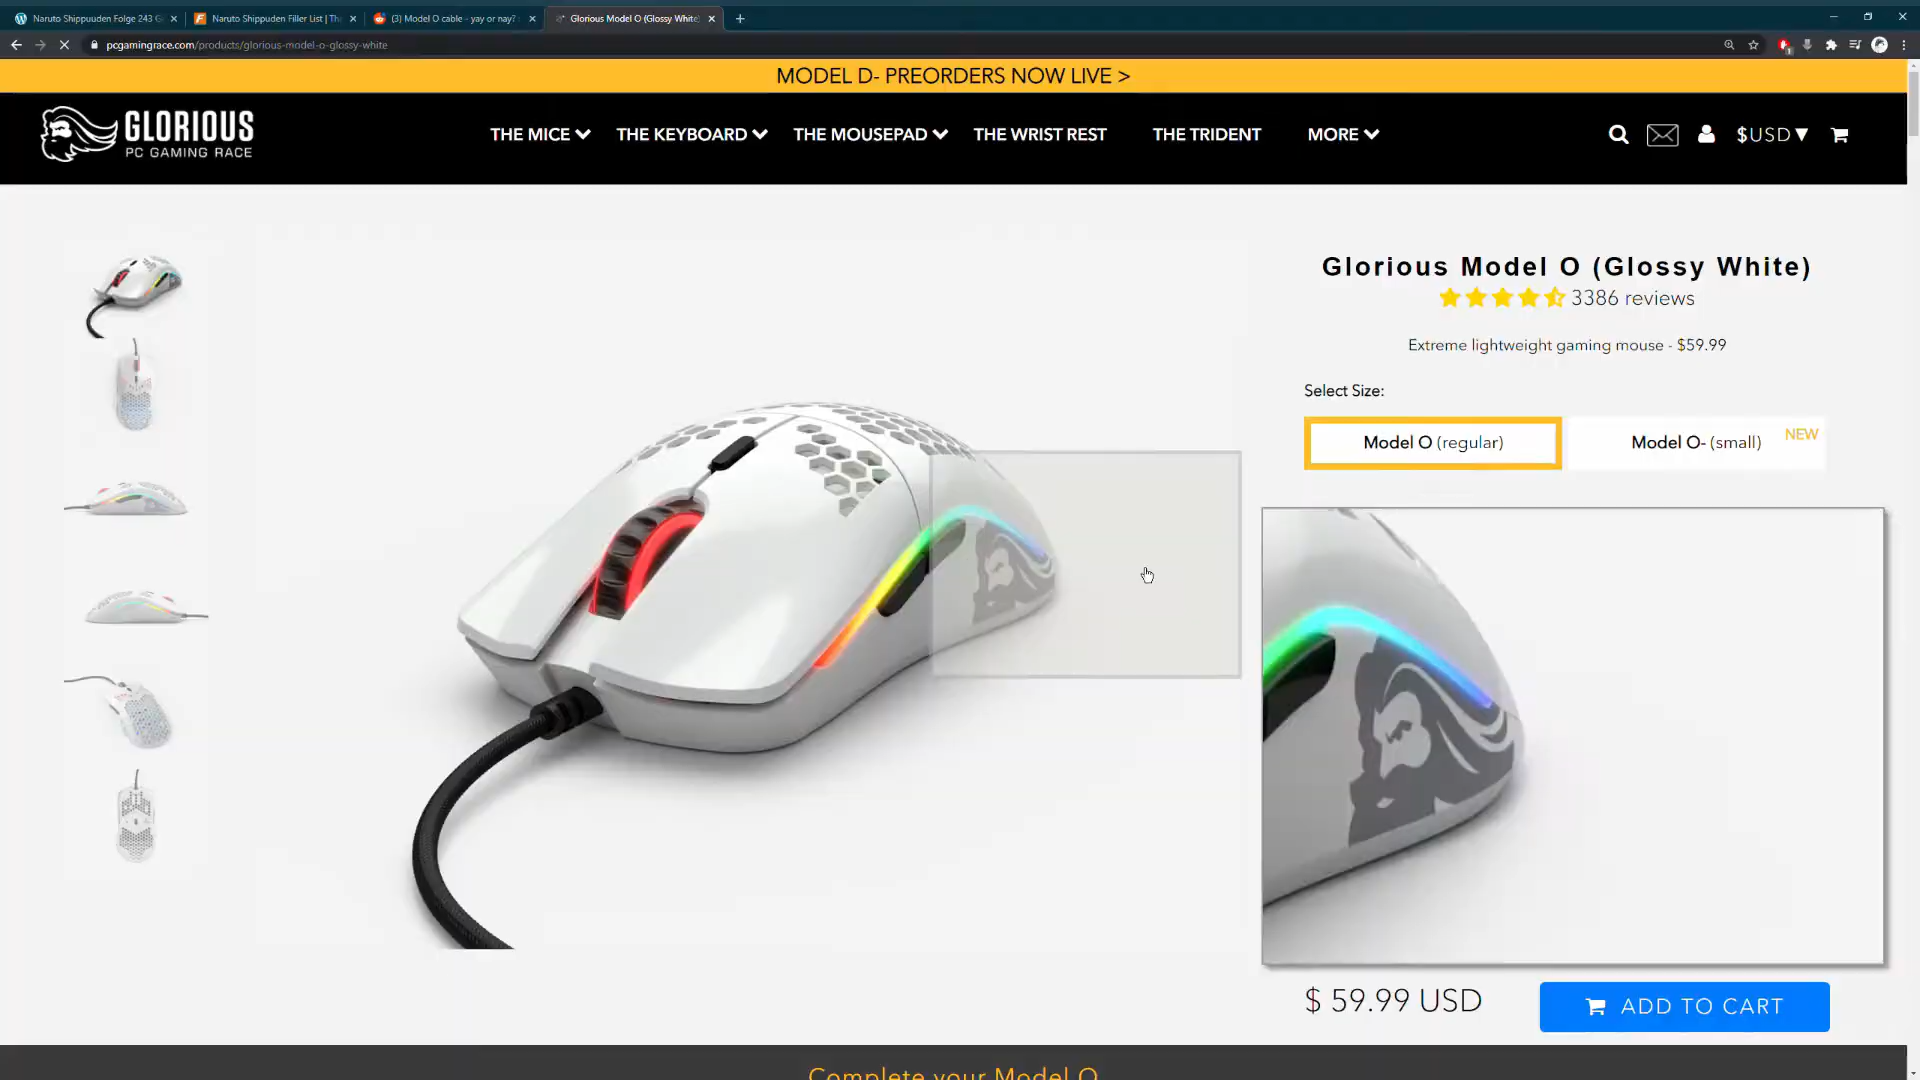 Naruto Shippuuden Folge 243 G
Naruto Shippuden Filler List | The
(3) Model O cable - yay or nay?
Glorious Model O (Glossy White)
pcgamingrace.com/products/glorious-model-o-glossy-white
MODEL D- PREORDERS NOW LIVE >
GLORIOUS
PC GAMING RACE
THE MICE
THE KEYBOARD
THE MOUSEPAD
THE WRIST REST
THE TRIDENT
MORE
$USD▼
Glorious Model O (Glossy White)
3386 reviews
Extreme lightweight gaming mouse - $59.99
Select Size:
Model O (regular)
Model O- (small)
NEW
$ 59.99 USD
ADD TO CART
Complete your Model O